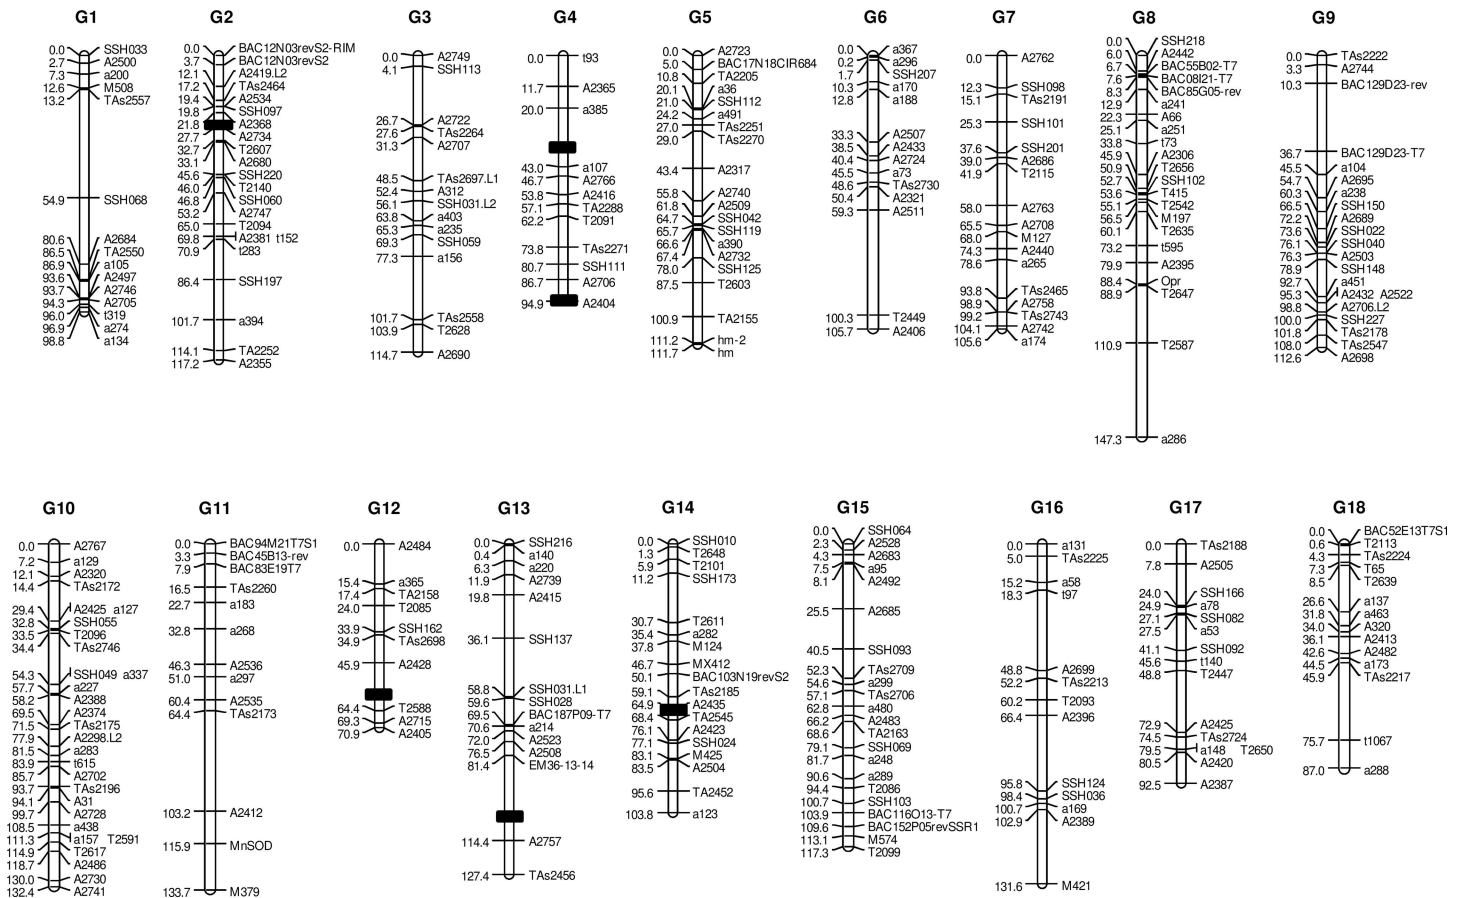 G1
0.0 SSH033
2.7 A2500
7.3 a200
12.6 M508
13.2 TAs2557
54.9 SSH068
80.6 A2684
86.5 TA2550
86.9 a105
93.6 A2497
93.7 A2746
94.3 A2705
96.0 t319
96.9 a274
98.8 a134
G2
0.0 BAC12N03revS2-RIM
3.7 BAC12N03revS2
12.1 A2419.L2
17.2 TAs2464
19.4 A2534
19.8 SSH097
21.8 A2368
27.7 A2734
32.7 T2607
33.1 A2680
45.6 SSH220
46.0 T2140
46.8 SSH060
53.2 A2747
65.0 T2094
69.8 A2381 t152
70.9 t283
86.4 SSH197
101.7 a394
114.1 TA2252
117.2 A2355
G3
0.0 A2749
4.1 SSH113
26.7 A2722
27.6 TAs2264
31.3 A2707
48.5 TAs2697.L1
52.4 A312
56.1 SSH031.L2
63.8 a403
65.3 a235
69.3 SSH059
77.3 a156
101.7 TAs2558
103.9 T2628
114.7 A2690
G4
0.0 t93
11.7 A2365
20.0 a385
43.0 a107
46.7 A2766
53.8 A2416
57.1 TA2288
62.2 T2091
73.8 TAs2271
80.7 SSH111
86.7 A2706
94.9 A2404
G5
0.0 A2723
5.0 BAC17N18CIR684
10.8 TA2205
20.1 a36
21.0 SSH112
24.2 a491
27.0 TAs2251
29.0 TAs2270
43.4 A2317
55.8 A2740
61.8 A2509
64.7 SSH042
65.7 SSH119
66.6 a390
67.4 A2732
78.0 SSH125
87.5 T2603
100.9 TA2155
111.2 hm-2
111.7 hm
G6
0.0 a367
0.2 a296
1.7 SSH207
10.3 a170
12.8 a188
33.3 A2507
38.5 A2433
40.4 A2724
45.5 a73
48.6 TAs2730
50.4 A2321
59.3 A2511
100.3 T2449
105.7 A2406
G7
0.0 A2762
12.3 SSH098
15.1 TAs2191
25.3 SSH101
37.6 SSH201
39.0 A2686
41.9 T2115
58.0 A2763
65.5 A2708
68.0 M127
74.3 A2440
78.6 a265
93.8 TAs2465
98.9 A2758
99.2 TAs2743
104.1 A2742
105.6 a174
G8
0.0 SSH218
6.0 A2442
6.7 BAC55B02-T7
7.6 BAC08I21-T7
8.3 BAC85G05-rev
12.9 a241
22.3 A66
25.1 a251
33.8 t73
45.9 A2306
50.9 T2656
52.7 SSH102
53.6 T415
55.1 T2542
56.5 M197
60.1 T2635
73.2 t595
79.9 A2395
88.4 Opr
88.9 T2647
110.9 T2587
147.3 a286
G9
0.0 TAs2222
3.3 A2744
10.3 BAC129D23-rev
36.7 BAC129D23-T7
45.5 a104
54.7 A2695
60.3 a238
66.5 SSH150
72.2 A2689
73.6 SSH022
76.1 SSH040
76.3 A2503
78.9 SSH148
92.7 a451
95.3 A2432 A2522
98.8 A2706.L2
100.0 SSH227
101.8 TAs2178
108.0 TAs2547
112.6 A2698
G10
0.0 A2767
7.2 a129
12.1 A2320
14.4 TAs2172
29.4 A2425 a127
32.8 SSH055
33.5 T2096
34.4 TAs2746
54.3 SSH049 a337
57.7 a227
58.2 A2388
69.5 A2374
71.5 TAs2175
77.9 A2298.L2
81.5 a283
83.9 t615
85.7 A2702
93.7 TAs2196
94.1 A31
99.7 A2728
108.5 a438
111.3 a157 T2591
114.9 T2617
118.7 A2486
130.0 A2730
132.4 A2741
G11
0.0 BAC94M21T7S1
3.3 BAC45B13-rev
7.9 BAC83E19T7
16.5 TAs2260
22.7 a183
32.8 a268
46.3 A2536
51.0 a297
60.4 A2535
64.4 TAs2173
103.2 A2412
115.9 MnSOD
133.7 M379
G12
0.0 A2484
15.4 a365
17.4 TA2158
24.0 T2085
33.9 SSH162
34.9 TAs2698
45.9 A2428
64.4 T2588
69.3 A2715
70.9 A2405
G13
0.0 SSH216
0.4 a140
6.3 a220
11.9 A2739
19.8 A2415
36.1 SSH137
58.8 SSH031.L1
59.6 SSH028
69.5 BAC187P09-T7
70.6 a214
72.0 A2523
76.5 A2508
81.4 EM36-13-14
114.4 A2757
127.4 TAs2456
G14
0.0 SSH010
1.3 T2648
5.9 T2101
11.2 SSH173
30.7 T2611
35.4 a282
37.8 M124
46.7 MX412
50.1 BAC103N19revS2
59.1 TAs2185
64.9 A2435
68.4 TA2545
76.1 A2423
77.1 SSH024
83.1 M425
83.5 A2504
95.6 TA2452
103.8 a123
G15
0.0 SSH064
2.3 A2528
4.3 A2683
7.5 a95
8.1 A2492
25.5 A2685
40.5 SSH093
52.3 TAs2709
54.6 a299
57.1 TAs2706
62.8 a480
66.2 A2483
68.6 TA2163
79.1 SSH069
81.7 a248
90.6 a289
94.4 T2086
100.7 SSH103
103.9 BAC116O13-T7
109.6 BAC152P05revSSR1
113.1 M574
117.3 T2099
G16
0.0 a131
5.0 TAs2225
15.2 a58
18.3 t97
48.8 A2699
52.2 TAs2213
60.2 T2093
66.4 A2396
95.8 SSH124
98.4 SSH036
100.7 a169
102.9 A2389
131.6 M421
G17
0.0 TAs2188
7.8 A2505
24.0 SSH166
24.9 a78
27.1 SSH082
27.5 a53
41.1 SSH092
45.6 t140
48.8 T2447
72.9 A2425
74.5 TAs2724
79.5 a148 T2650
80.5 A2420
92.5 A2387
G18
0.0 BAC52E13T7S1
0.6 T2113
4.3 TAs2224
7.3 T65
8.5 T2639
26.6 a137
31.8 a463
34.0 A320
36.1 A2413
42.6 A2482
44.5 a173
45.9 TAs2217
75.7 t1067
87.0 a288